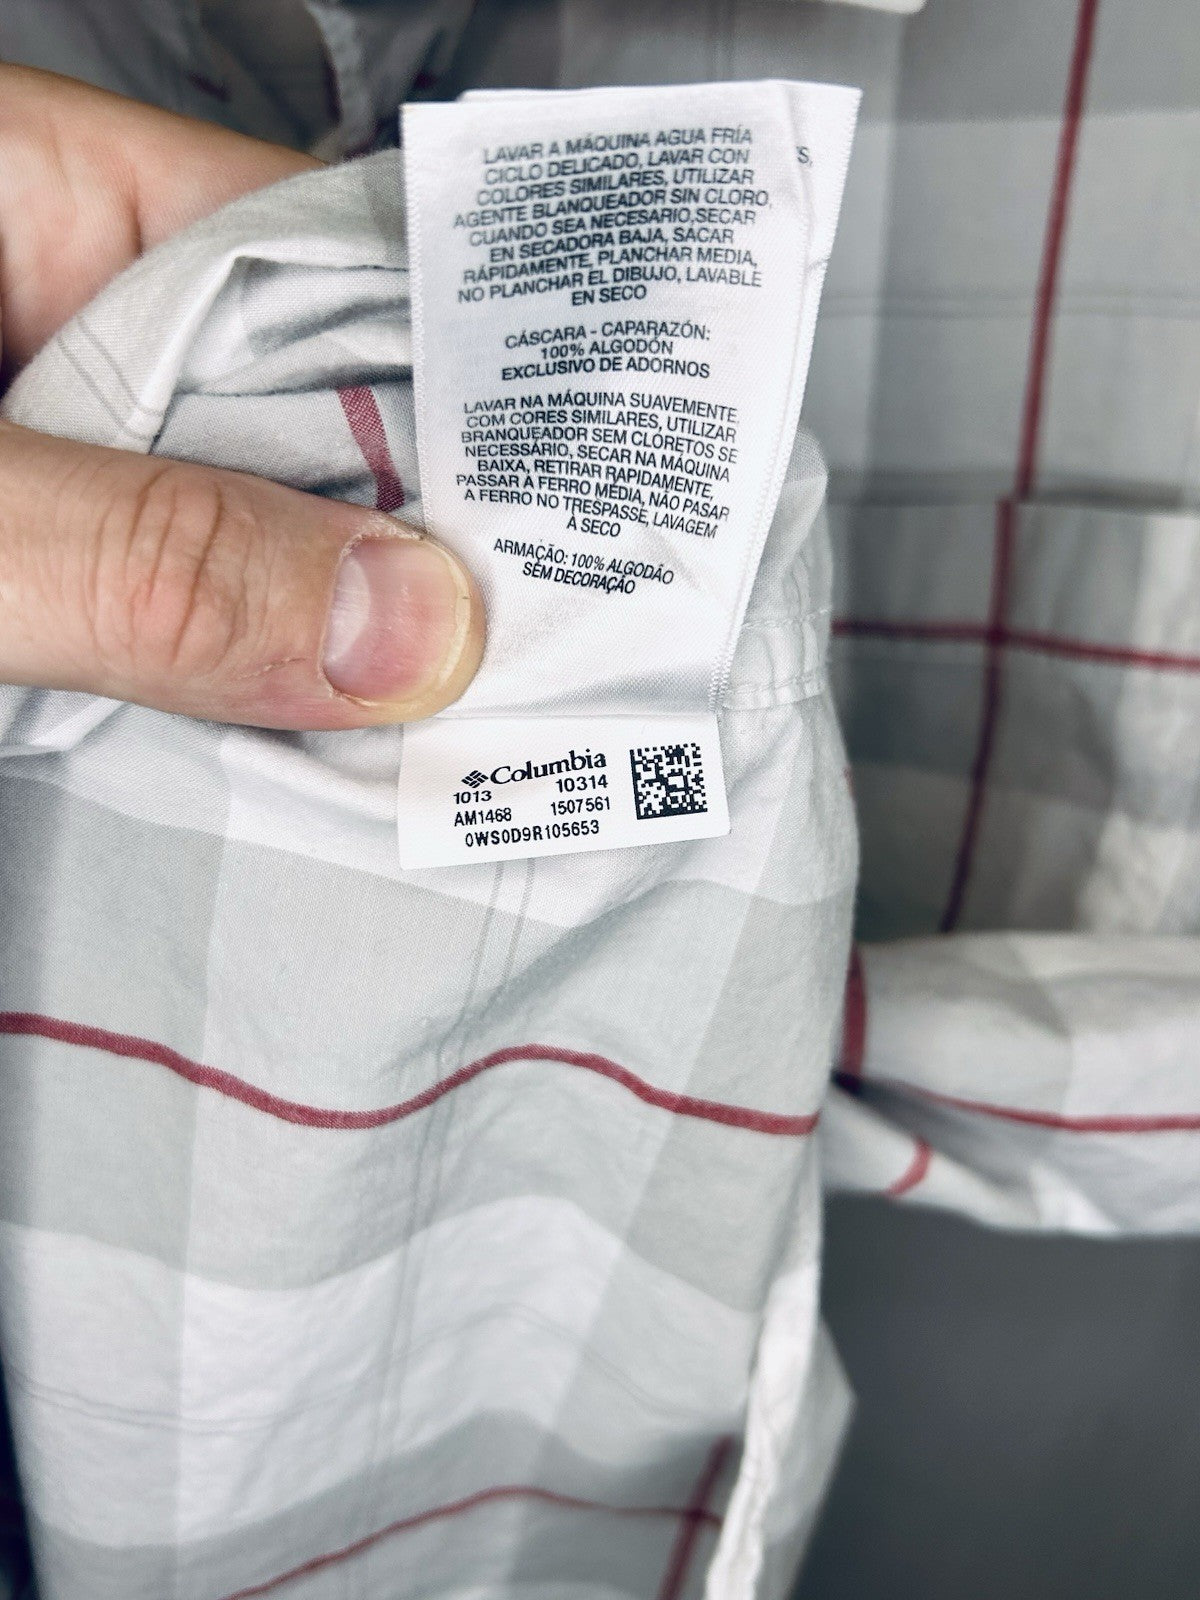 LAVAR A MÁQUINA AGUA FRÍA
CICLO DELICADO, LAVAR CON
COLORES SIMILARES, UTILIZAR
AGENTE BLANQUEADOR SIN CLORO,
CUANDO SEA NECESARIO,SECAR
EN SECADORA BAJA, SACAR
RÁPIDAMENTE, PLANCHAR MEDIA,
NO PLANCHAR EL DIBUJO, LAVABLE
EN SECO
CÁSCARA - CAPARAZÓN:
100% ALGODÓN
EXCLUSIVO DE ADORNOS
LAVAR NA MÁQUINA SUAVEMENTE
COM CORES SIMILARES, UTILIZAR
BRANQUEADOR SEM CLORETOS SE
NECESSÁRIO, SECAR NA MÁQUINA
BAIXA, RETIRAR RAPIDAMENTE,
PASSAR A FERRO MÉDIA, NÃO PASAR
A FERRO NO TRESPASSE, LAVAGEM
À SECO
ARMAÇÃO: 100% ALGODÃO
SEM DECORAÇÃO
Columbia
1013 10314
AM1468 1507561
0WS0D9R105653